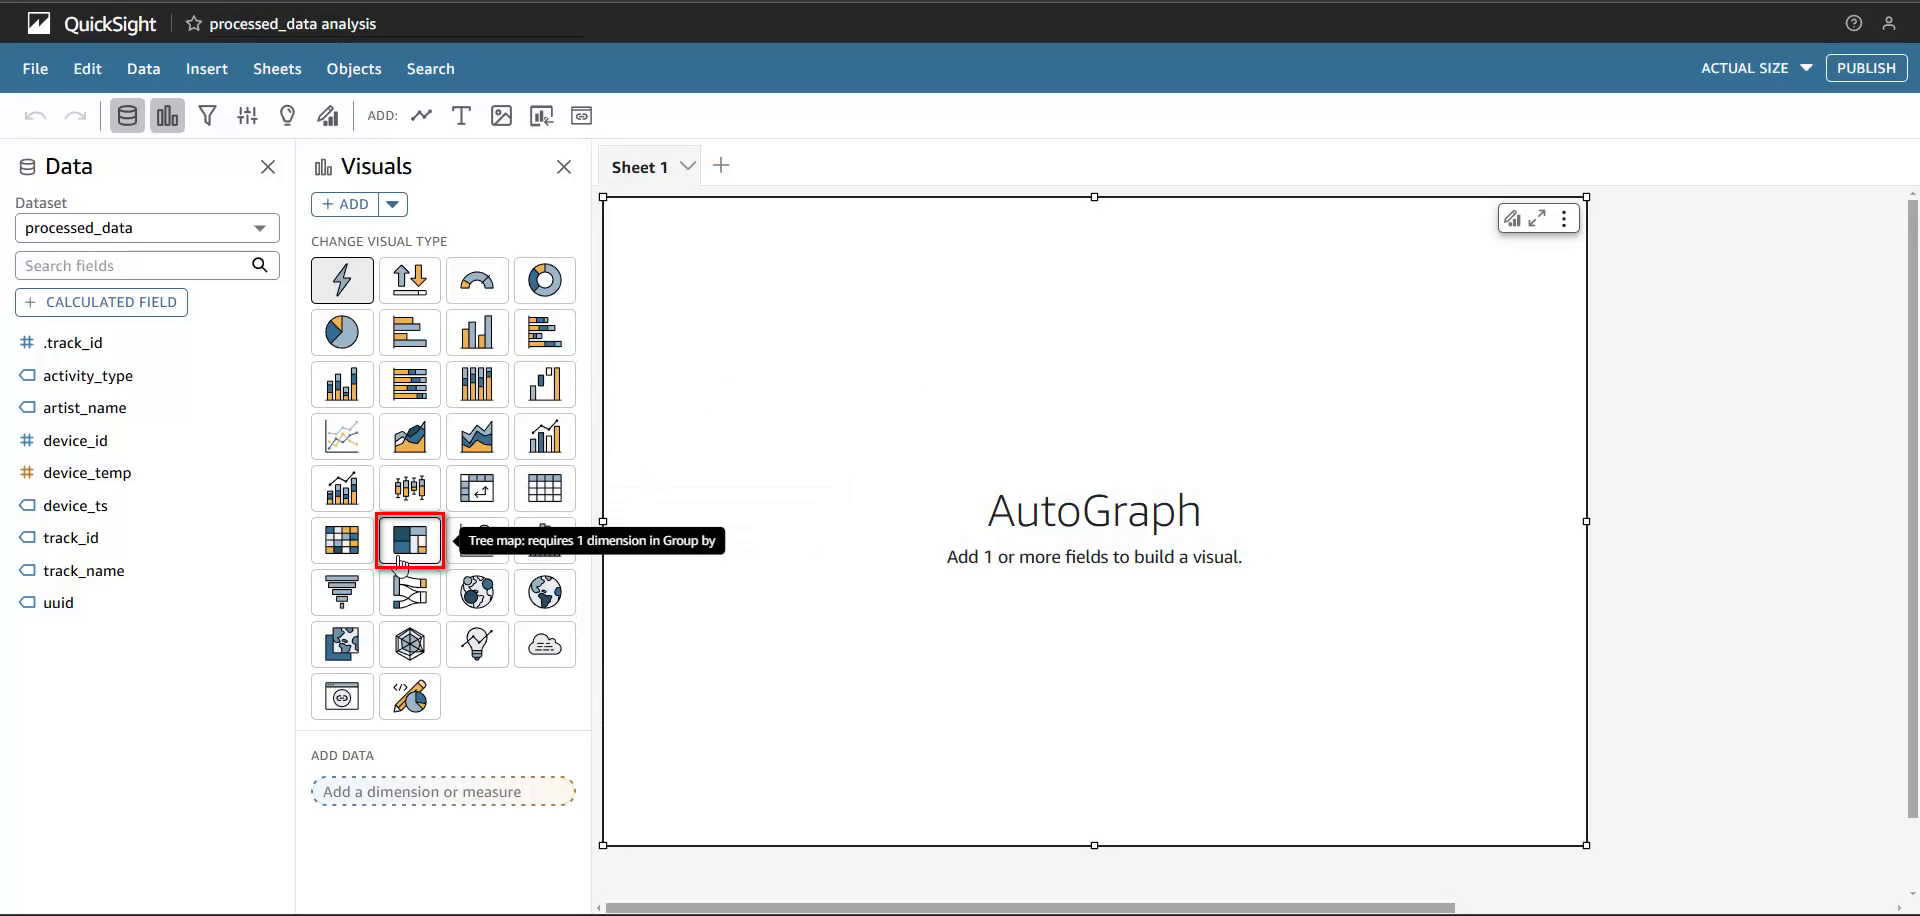 QuickSight
processed_data analysis
File
Edit
Data
Insert
Sheets
Objects
Search
ACTUAL SIZE
PUBLISH
ADD:
Data
Dataset
processed_data
Search fields
+ CALCULATED FIELD
# .track_id
activity_type
artist_name
# device_id
# device_temp
device_ts
track_id
track_name
uuid
Visuals
+ ADD
CHANGE VISUAL TYPE
Tree map: requires 1 dimension in Group by
ADD DATA
Add a dimension or measure
Sheet 1
AutoGraph
Add 1 or more fields to build a visual.